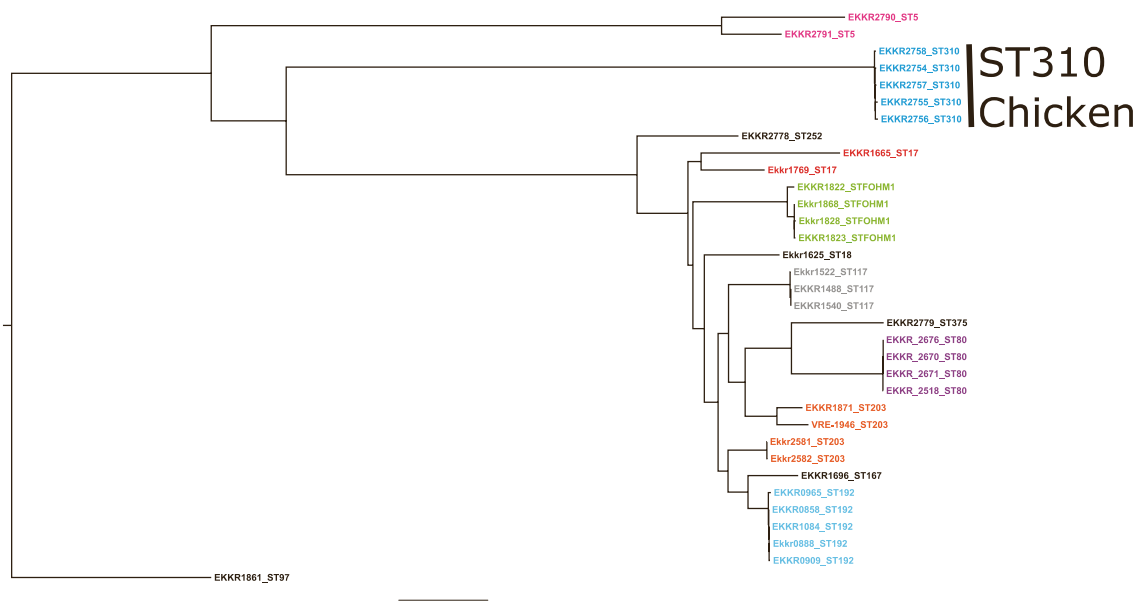 EKKR2790_ST5
EKKR2791_ST5
EKKR2758_ST310
EKKR2754_ST310
EKKR2757_ST310
EKKR2755_ST310
EKKR2756_ST310
ST310
Chicken
EKKR2778_ST252
EKKR1665_ST17
Ekkr1769_ST17
EKKR1822_STFOHM1
Ekkr1868_STFOHM1
Ekkr1828_STFOHM1
EKKR1823_STFOHM1
Ekkr1625_ST18
Ekkr1522_ST117
EKKR1488_ST117
EKKR1540_ST117
EKKR2779_ST375
EKKR_2676_ST80
EKKR_2670_ST80
EKKR_2671_ST80
EKKR_2518_ST80
EKKR1871_ST203
VRE-1946_ST203
Ekkr2581_ST203
Ekkr2582_ST203
EKKR1696_ST167
EKKR0965_ST192
EKKR0858_ST192
EKKR1084_ST192
Ekkr0888_ST192
EKKR0909_ST192
EKKR1861_ST97